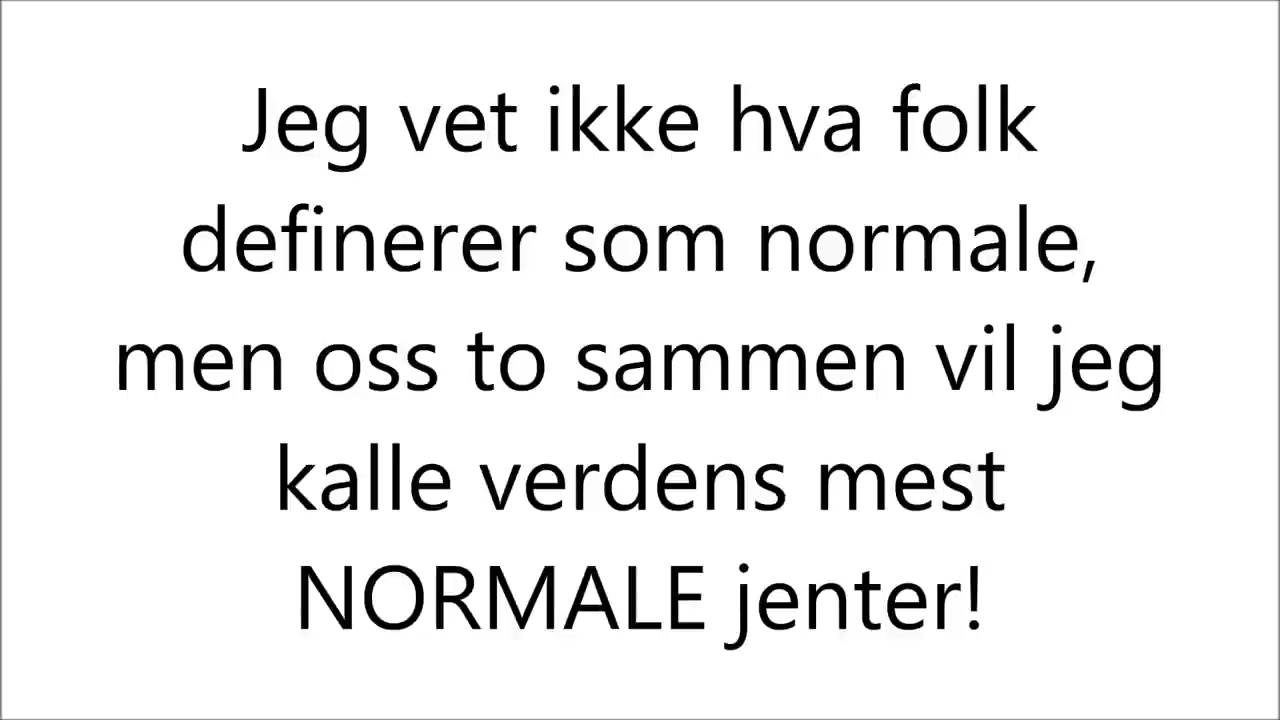 Jeg vet ikke hva folk
definerer som normale,
men oss to sammen vil jeg
kalle verdens mest
NORMALE jenter!